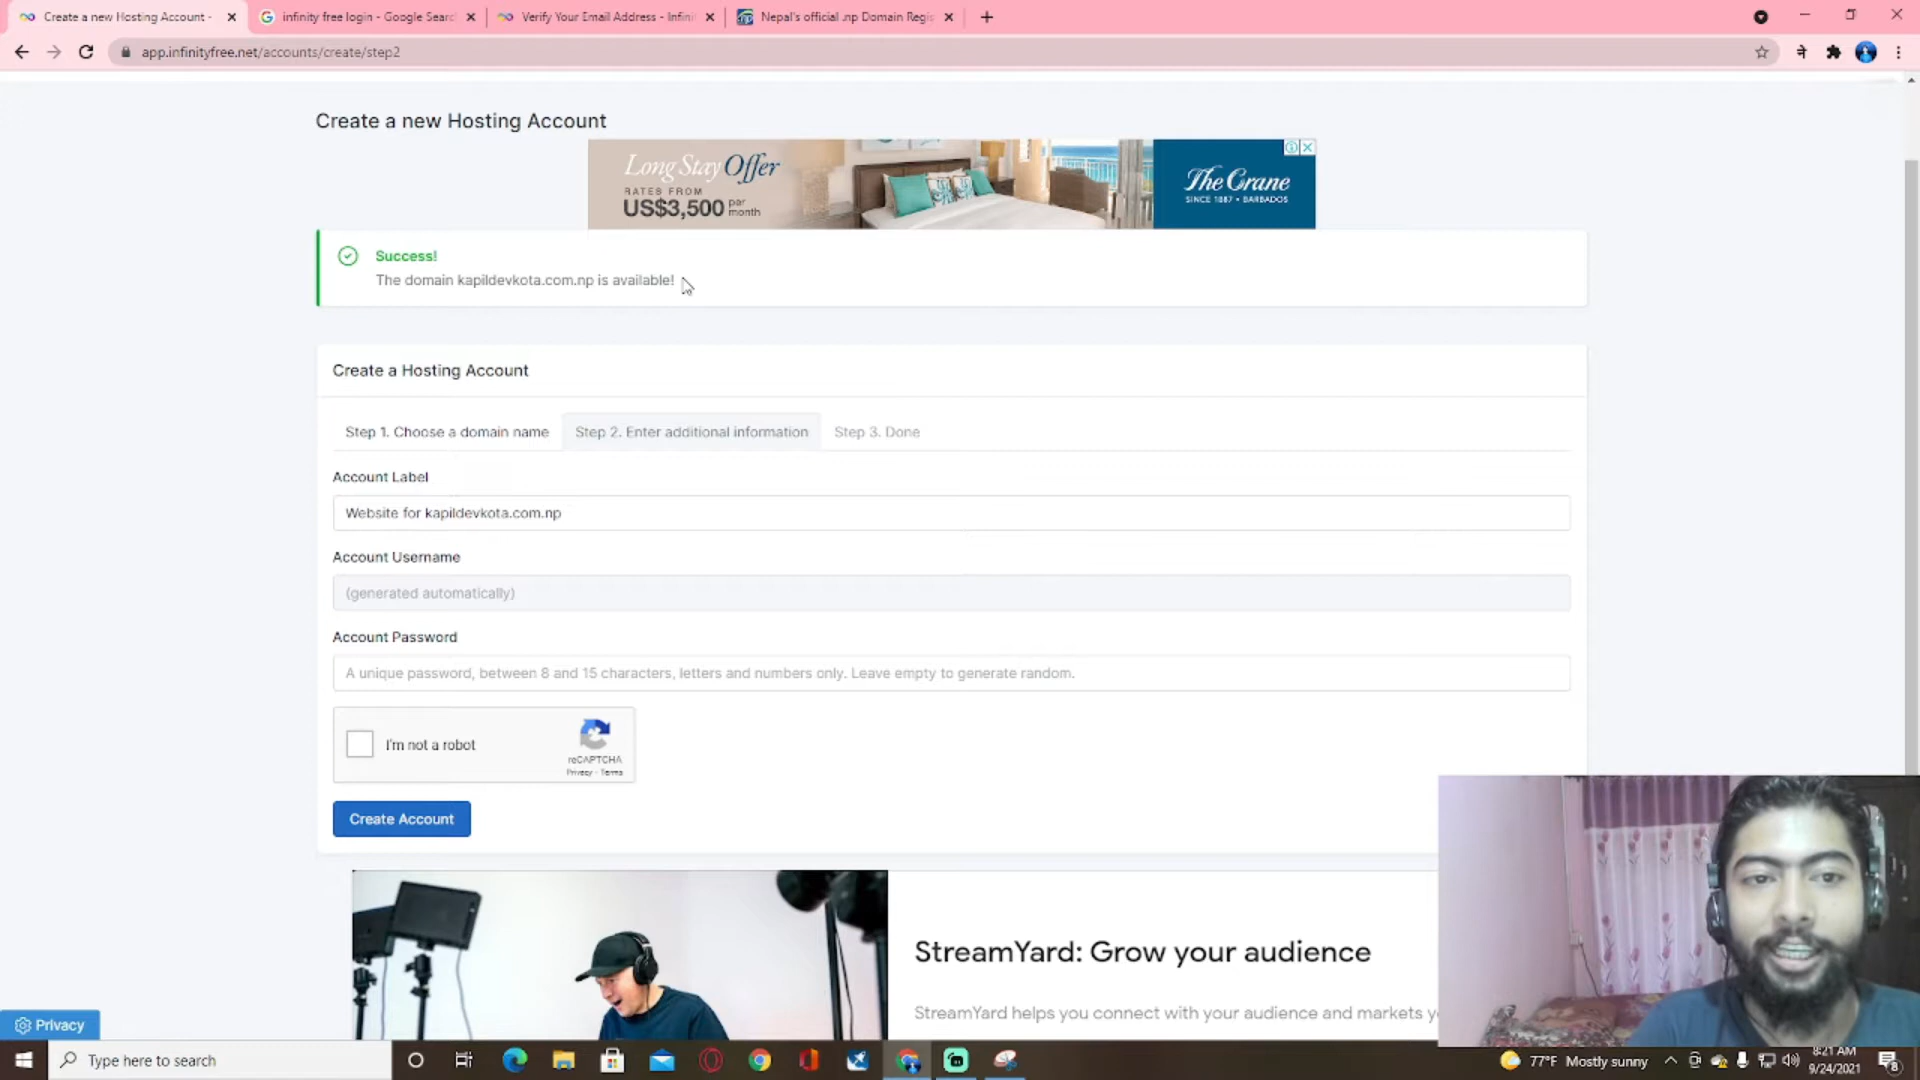 Create a new Hosting Account -
infinity free login - Google Searc
Verify Your Email Address - Infini
Nepal's official .np Domain Regis
app.infinityfree.net/accounts/create/step2
Create a new Hosting Account
Long Stay Offer
RATES FROM
US$3,500 per month
The Crane
SINCE 1887 • BARBADOS
Success!
The domain kapildevkota.com.np is available!
Create a Hosting Account
Step 1. Choose a domain name
Step 2. Enter additional information
Step 3. Done
Account Label
Website for kapildevkota.com.np
Account Username
(generated automatically)
Account Password
A unique password, between 8 and 15 characters, letters and numbers only. Leave empty to generate random.
I'm not a robot
reCAPTCHA
Privacy - Terms
Create Account
StreamYard: Grow your audience
StreamYard helps you connect with your audience and markets y
Privacy
Type here to search
77°F Mostly sunny
8:21 AM
9/24/2021